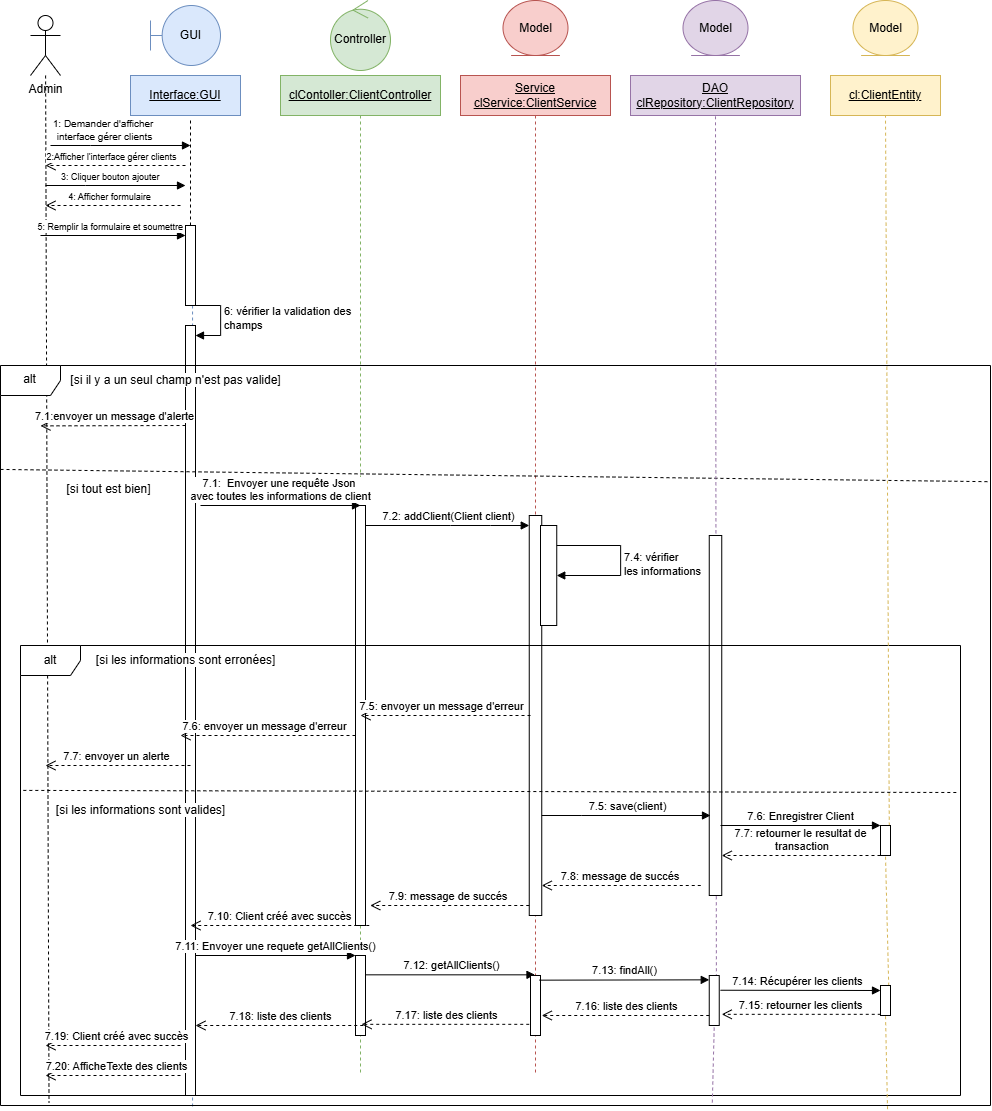 GUI
Controller
Model
Model
Model
Admin
Interface:GUI
clContoller:ClientController
Service
clService:ClientService
DAO
clRepository:ClientRepository
cl:ClientEntity
1: Demander d'afficher
interface gérer clients
2:Afficher l'interface gérer clients
3: Cliquer bouton ajouter
4: Afficher formulaire
5: Remplir la formulaire et soumettre
6: vérifier la validation des
champs
alt
[si il y a un seul champ n'est pas valide]
7.1:envoyer un message d'alerte
[si tout est bien]
7.1: Envoyer une requête Json
avec toutes les informations de client
7.2: addClient(Client client)
7.4: vérifier
les informations
alt
[si les informations sont erronées]
7.5: envoyer un message d'erreur
7.6: envoyer un message d'erreur
7.7: envoyer un alerte
[si les informations sont valides]
7.5: save(client)
7.6: Enregistrer Client
7.7: retourner le resultat de
transaction
7.8: message de succés
7.9: message de succés
7.10: Client créé avec succès
7.11: Envoyer une requete getAllClients()
7.12: getAllClients()
7.13: findAll()
7.14: Récupérer les clients
7.15: retourner les clients
7.16: liste des clients
7.17: liste des clients
7.18: liste des clients
7.19: Client créé avec succès
7.20: AfficheTexte des clients